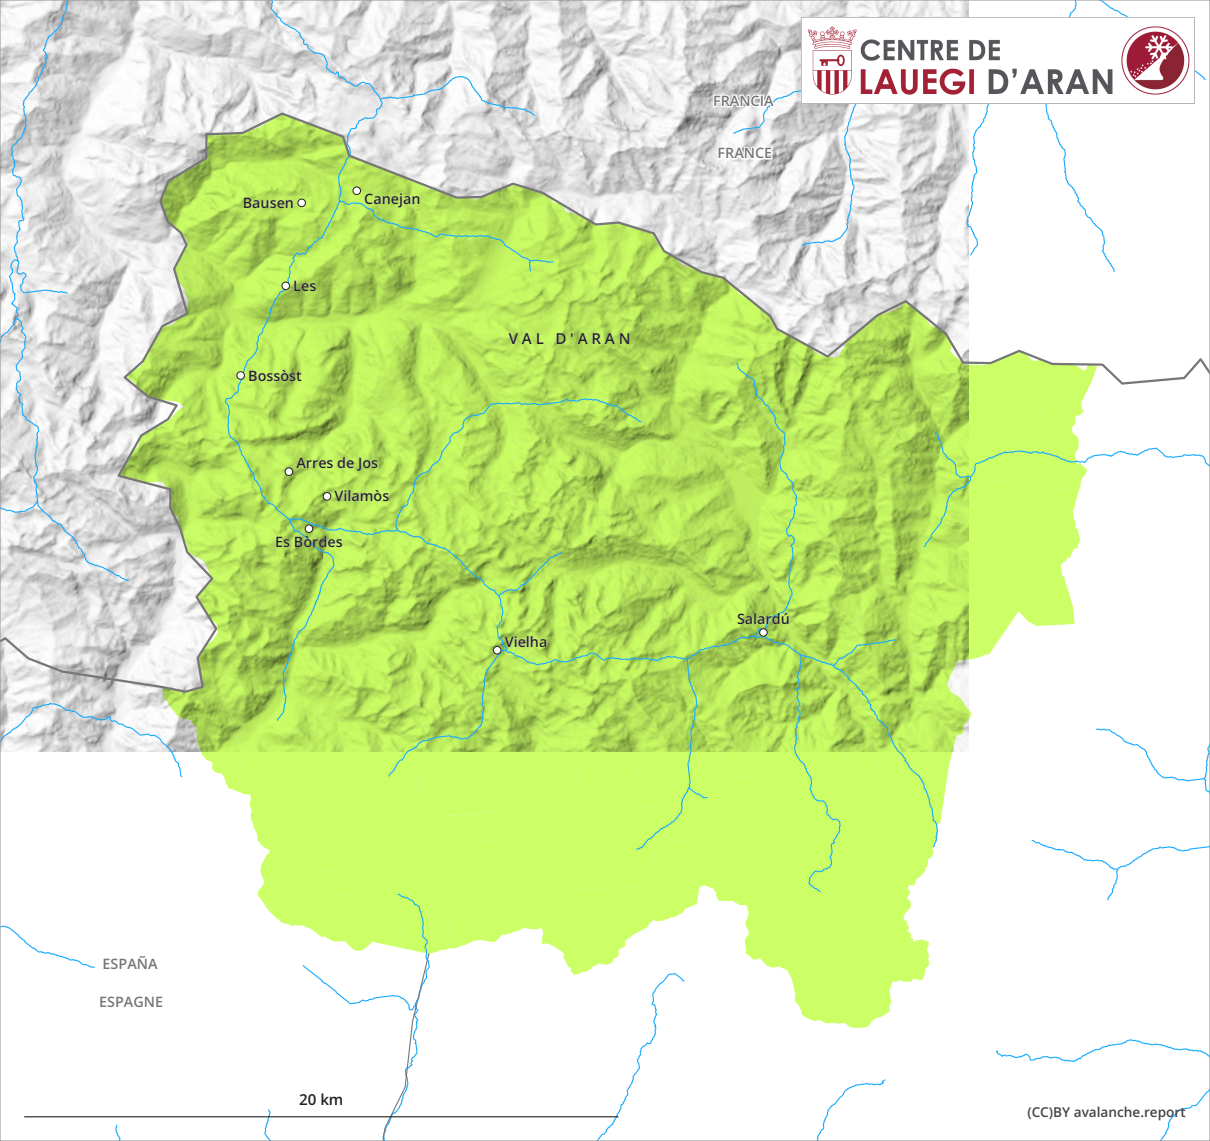 CENTRE DE
LAUEGI D'ARAN
FRANCIA
FRANCE
Bausen
Canejan
Les
VAL D'ARAN
Bossòst
Arres de Jos
Vilamòs
Es Bòrdes
Salardú
Vielha
ESPAÑA
ESPAGNE
20 km
(CC)BY avalanche.report